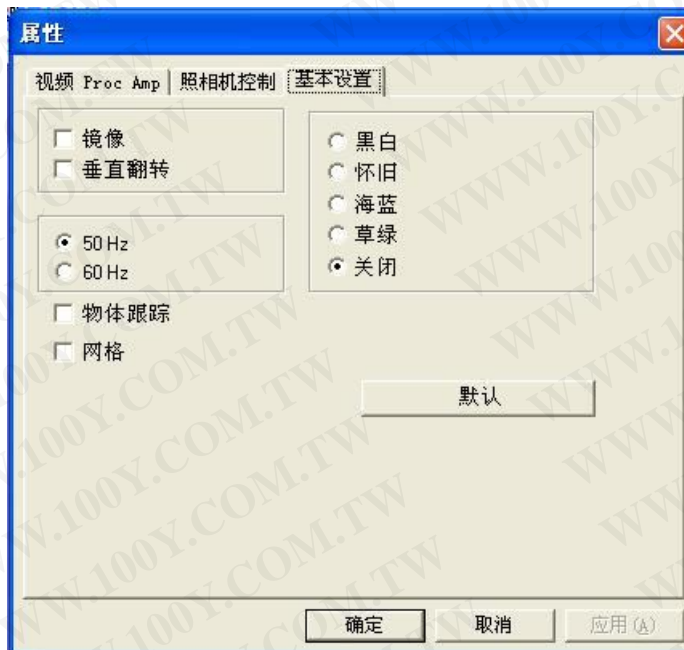 属性
视频 Proc Amp 照相机控制 基本设置
镜像
垂直翻转
50 Hz
60 Hz
物体跟踪
网格
黑白
怀旧
海蓝
草绿
关闭
默认
确定 取消 应用(A)
WWW.100Y.COM.TW